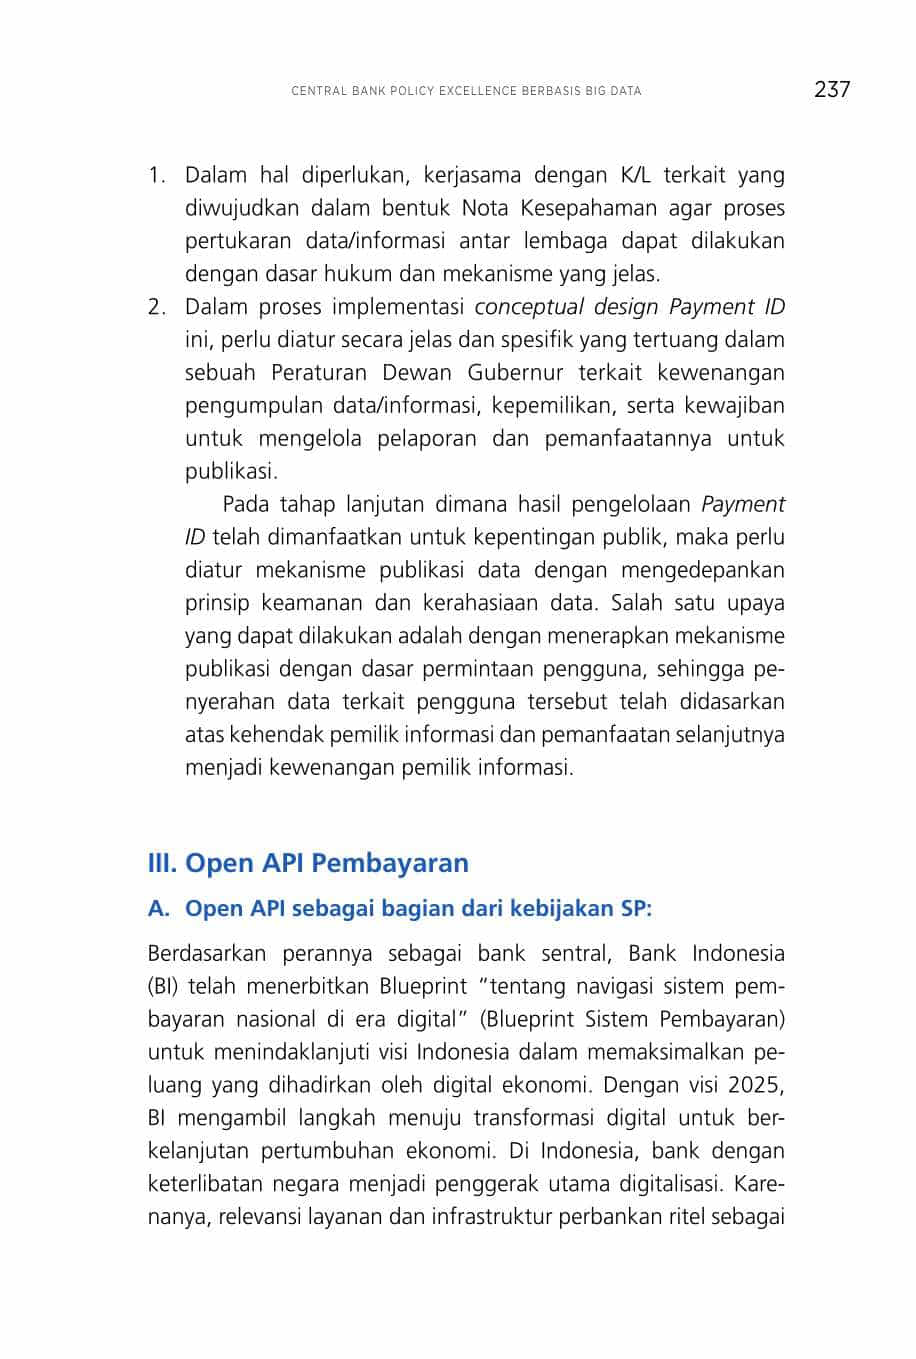 CENTRAL BANK POLICY EXCELLENCE BERBASIS BIG DATA 237
1. Dalam hal diperlukan, kerjasama dengan K/L terkait yang
diwujudkan dalam bentuk Nota Kesepahaman agar proses
pertukaran data/informasi antar lembaga dapat dilakukan
dengan dasar hukum dan mekanisme yang jelas.
2. Dalam proses implementasi conceptual design Payment ID
ini, perlu diatur secara jelas dan spesifik yang tertuang dalam
sebuah Peraturan Dewan Gubernur terkait kewenangan
pengumpulan data/informasi, kepemilikan, serta kewajiban
untuk mengelola pelaporan dan pemanfaatannya untuk
publikasi.
Pada tahap lanjutan dimana hasil pengelolaan Payment
ID telah dimanfaatkan untuk kepentingan publik, maka perlu
diatur mekanisme publikasi data dengan mengedepankan
prinsip keamanan dan kerahasiaan data. Salah satu upaya
yang dapat dilakukan adalah dengan menerapkan mekanisme
publikasi dengan dasar permintaan pengguna, sehingga pe-
nyerahan data terkait pengguna tersebut telah didasarkan
atas kehendak pemilik informasi dan pemanfaatan selanjutnya
menjadi kewenangan pemilik informasi.
III. Open API Pembayaran
A. Open API sebagai bagian dari kebijakan SP:
Berdasarkan perannya sebagai bank sentral, Bank Indonesia
(BI) telah menerbitkan Blueprint “tentang navigasi sistem pem-
bayaran nasional di era digital” (Blueprint Sistem Pembayaran)
untuk menindaklanjuti visi Indonesia dalam memaksimalkan pe-
luang yang dihadirkan oleh digital ekonomi. Dengan visi 2025,
BI mengambil langkah menuju transformasi digital untuk ber-
kelanjutan pertumbuhan ekonomi. Di Indonesia, bank dengan
keterlibatan negara menjadi penggerak utama digitalisasi. Kare-
nanya, relevansi layanan dan infrastruktur perbankan ritel sebagai